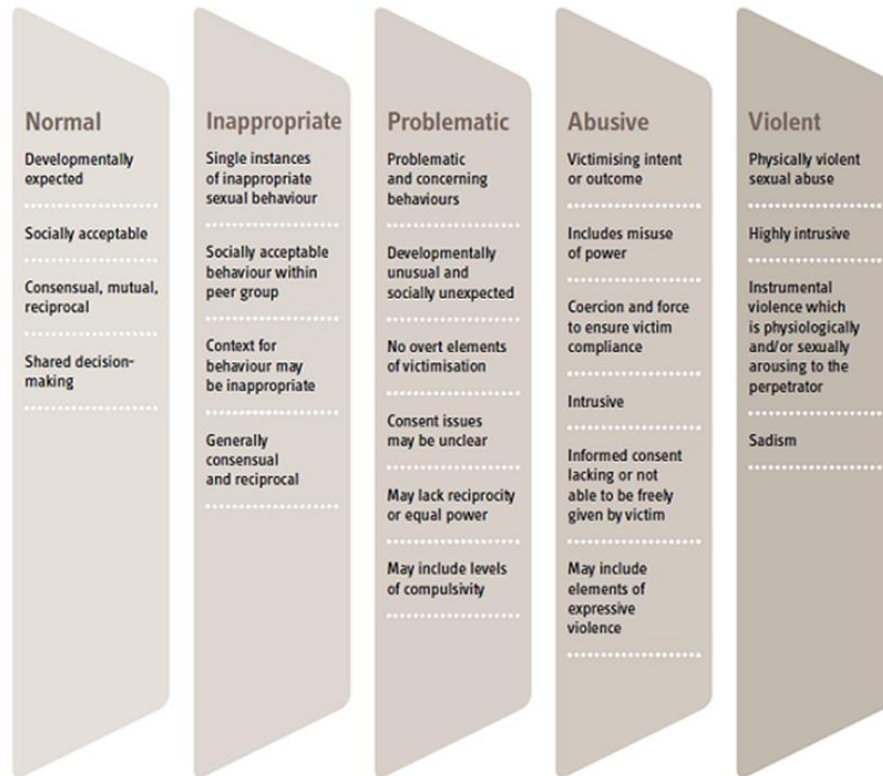 Normal
Developmentally
expected
Socially acceptable
Consensual, mutual,
reciprocal
Shared decision-
making
Inappropriate
Single instances
of inappropriate
sexual behaviour
Socially acceptable
behaviour within
peer group
Context for
behaviour may
be inappropriate
Generally
consensual
and reciprocal
Problematic
Problematic
and concerning
behaviours
Developmentally
unusual and
socially unexpected
No overt elements
of victimisation
Consent issues
may be unclear
May lack reciprocity
or equal power
May include levels
of compulsivity
Abusive
Victimising intent
or outcome
Includes misuse
of power
Coercion and force
to ensure victim
compliance
Intrusive
Informed consent
lacking or not
able to be freely
given by victim
May include
elements of
expressive
violence
Violent
Physically violent
sexual abuse
Highly intrusive
Instrumental
violence which
is physiologically
and/or sexually
arousing to the
perpetrator
Sadism